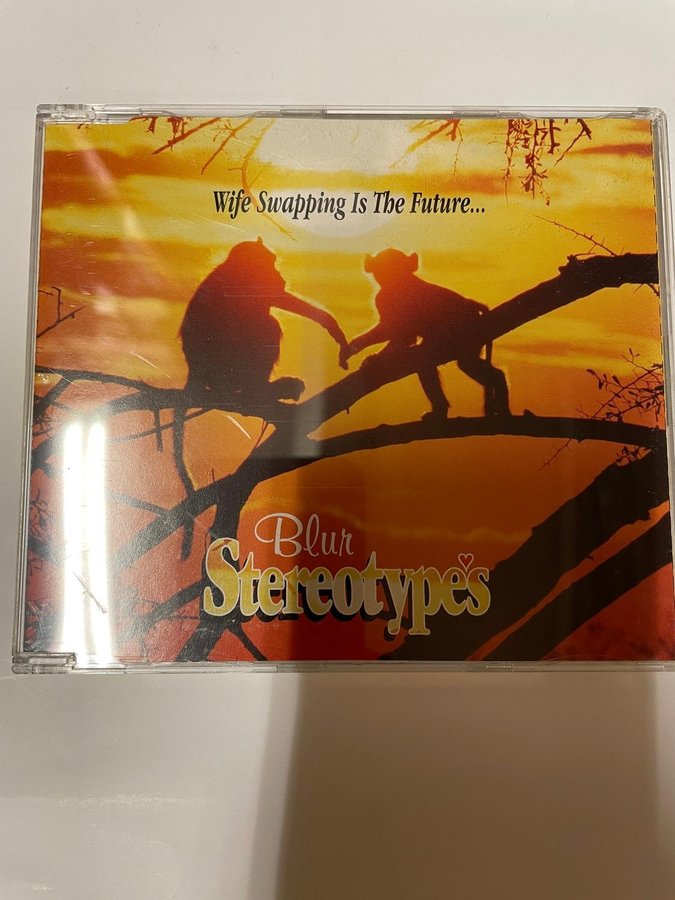 Wife Swapping Is The Future...
Blur
Stereotypes